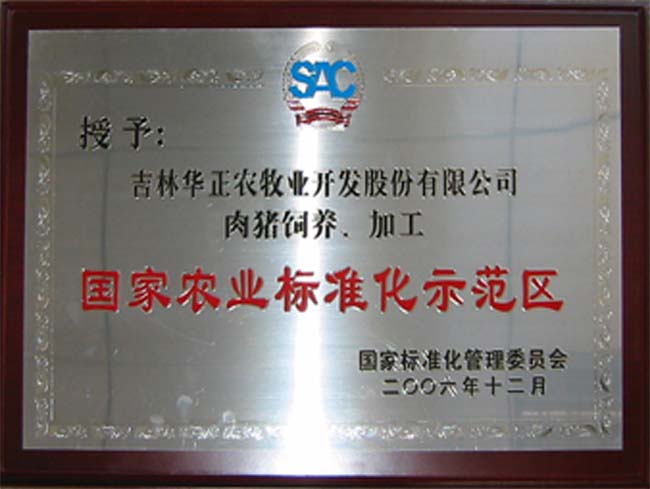 SAC
授予:
吉林华正农牧业开发股份有限公司
肉猪饲养、加工
国家农业标准化示范区
国家标准化管理委员会
二〇〇六年十二月